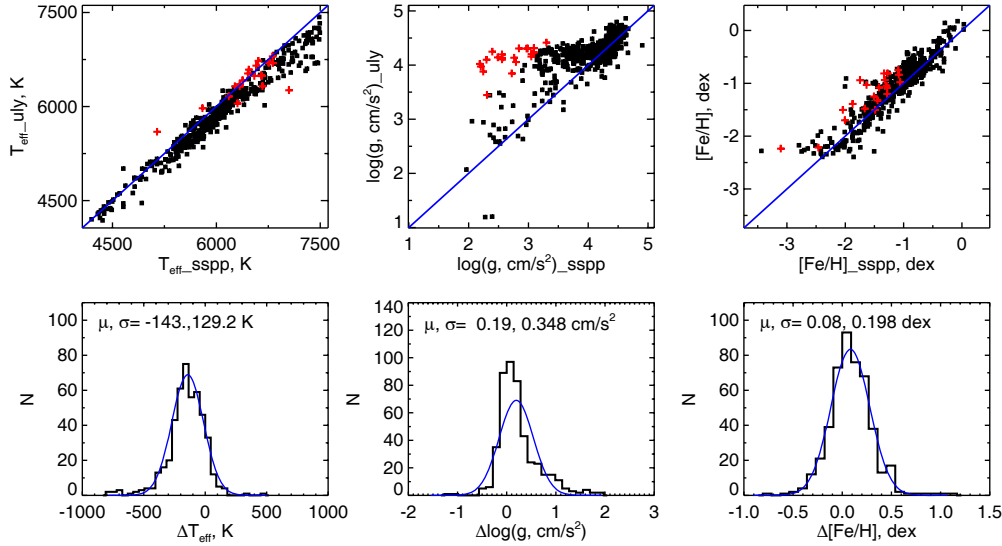 7500
6000
4500
T_eff_uly, K
4500 6000 7500
T_eff_sspp, K
5
4
3
2
1
log(g, cm/s²)_uly
1 2 3 4 5
log(g, cm/s²)_sspp
0
-1
-2
-3
[Fe/H], dex
-3 -2 -1 0
[Fe/H]_sspp, dex
μ, σ= -143.,129.2 K
100
80
60
40
20
0
N
-1000 -500 0 500 1000
ΔT_eff, K
μ, σ= 0.19, 0.348 cm/s²
140
120
100
80
60
40
20
0
N
-2 -1 0 1 2 3
Δlog(g, cm/s²)
μ, σ= 0.08, 0.198 dex
100
80
60
40
20
0
N
-1.0 -0.5 0.0 0.5 1.0 1.5
Δ[Fe/H], dex